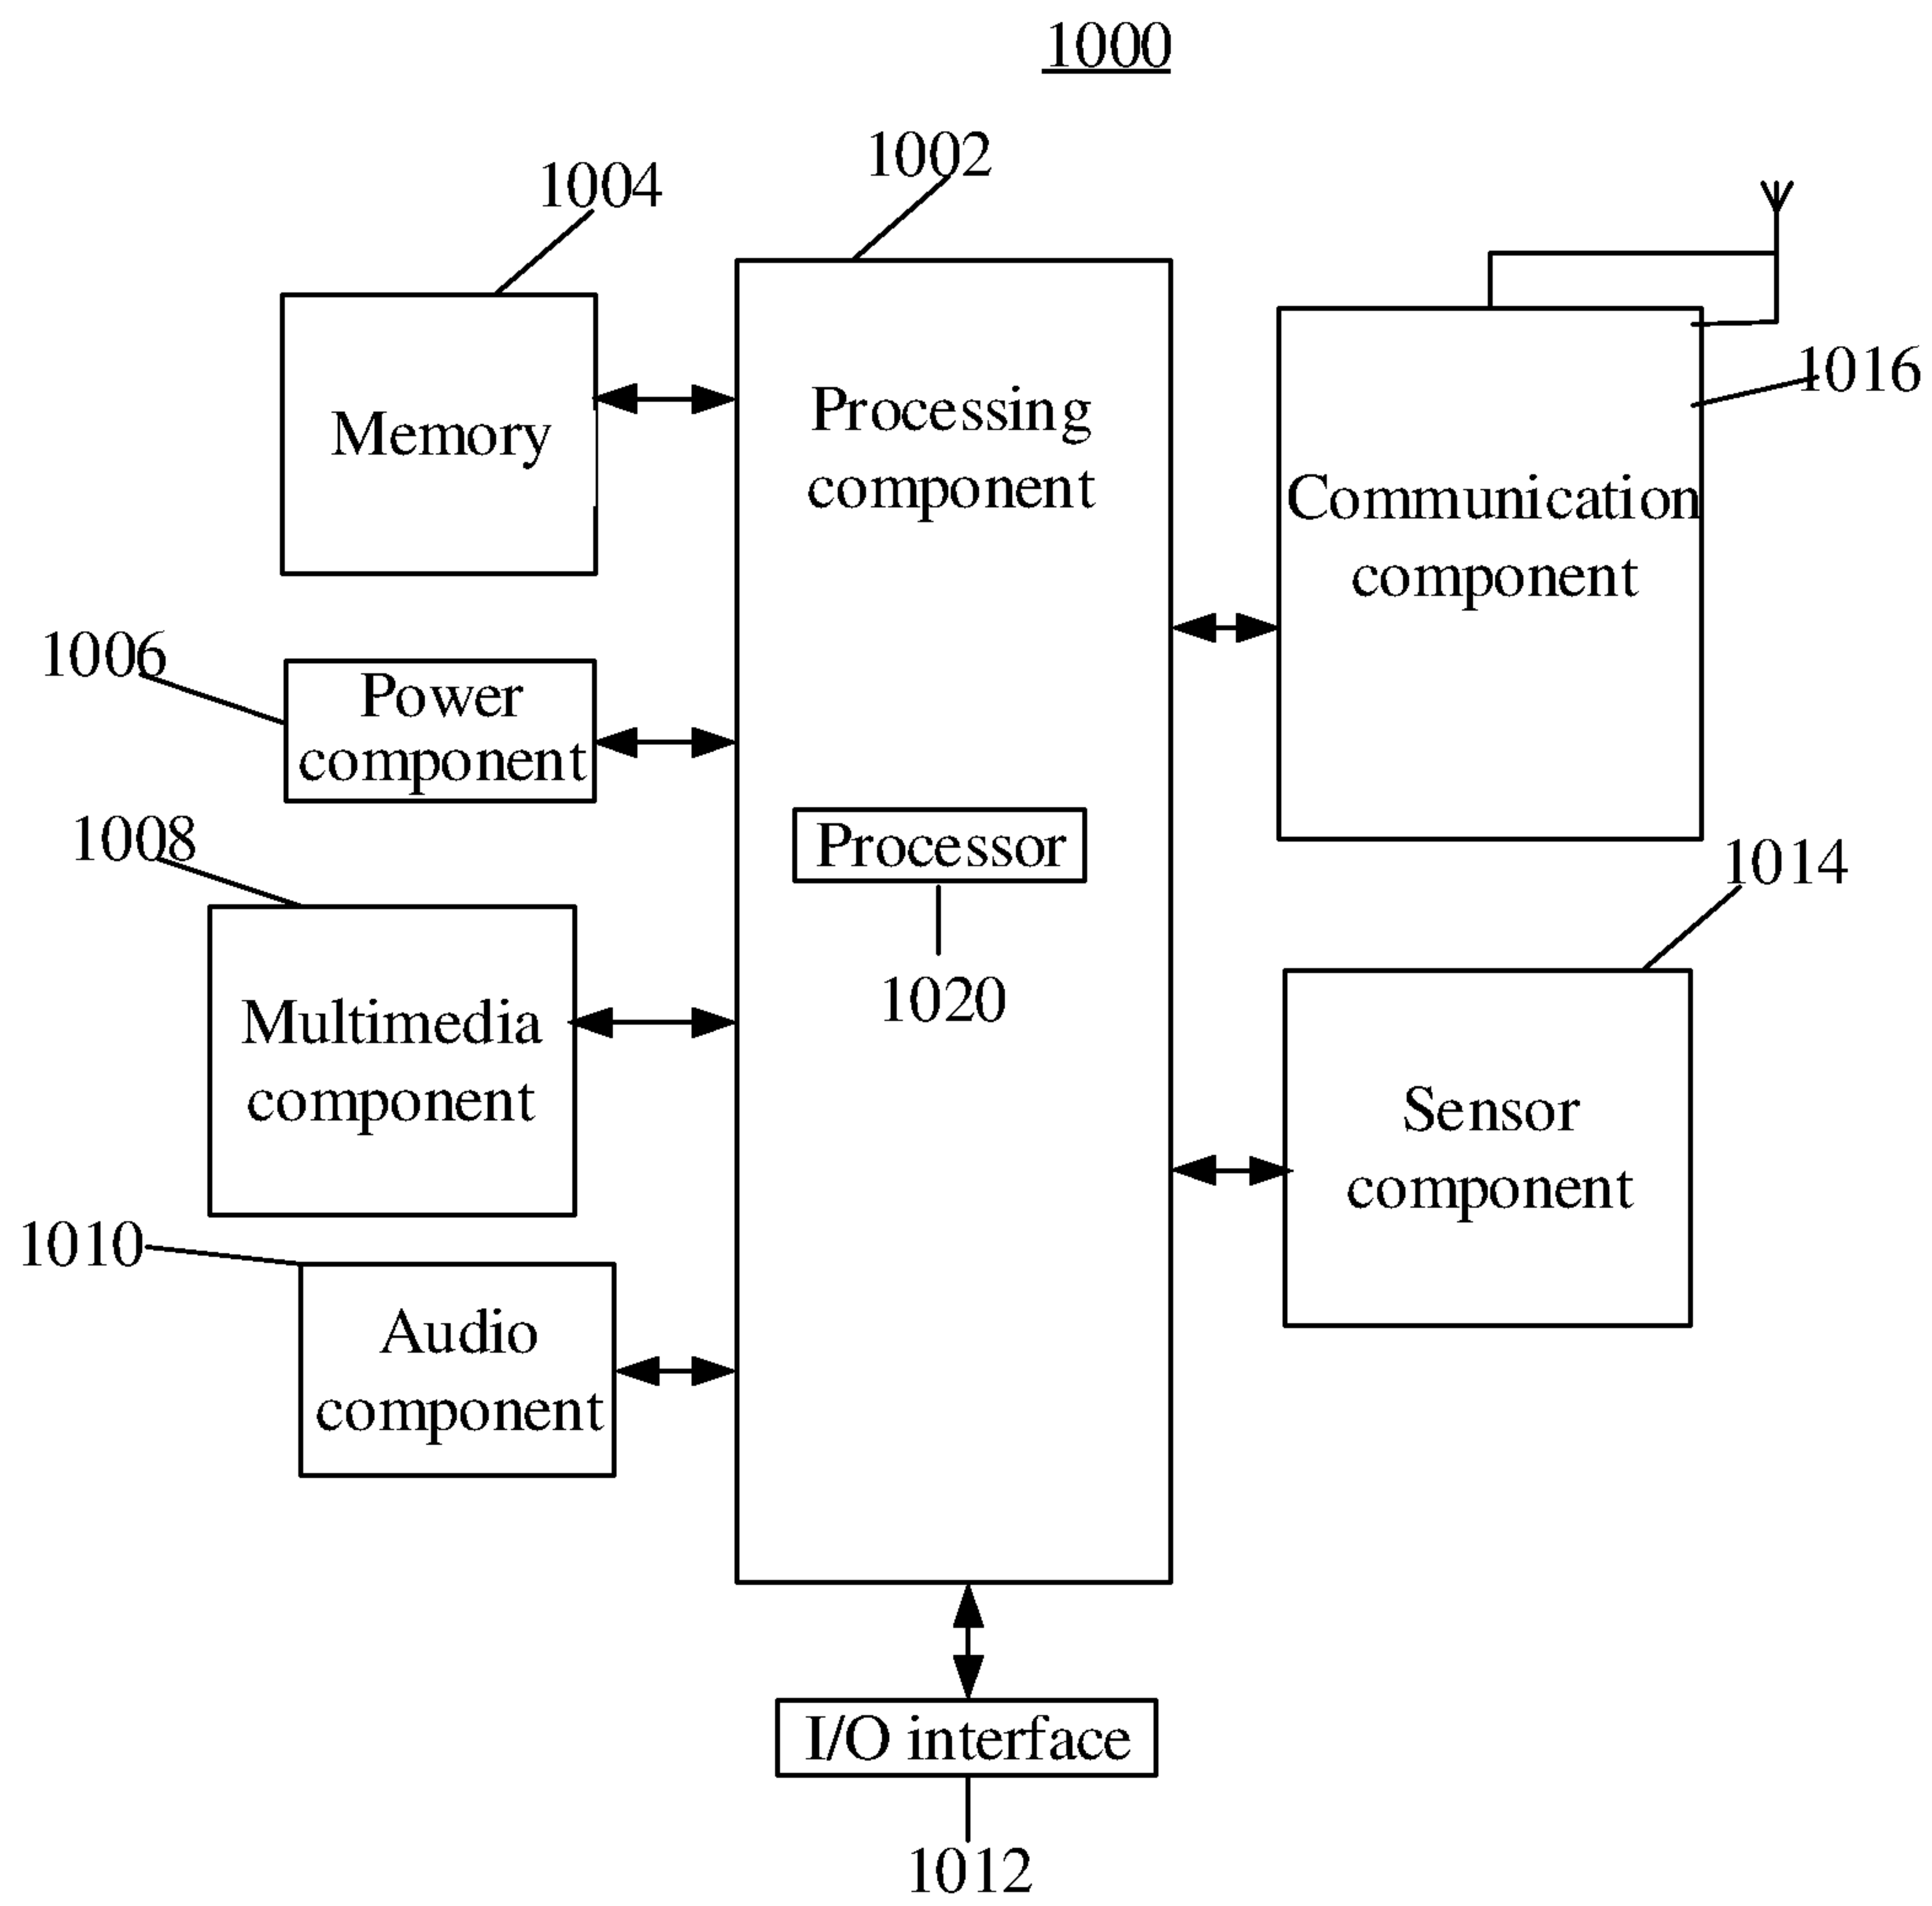 1000
1002
1004
Memory
Processing
component
1016
Communication
component
1006
Power
component
1008
Processor
1020
1014
Multimedia
component
Sensor
component
1010
Audio
component
I/O interface
1012